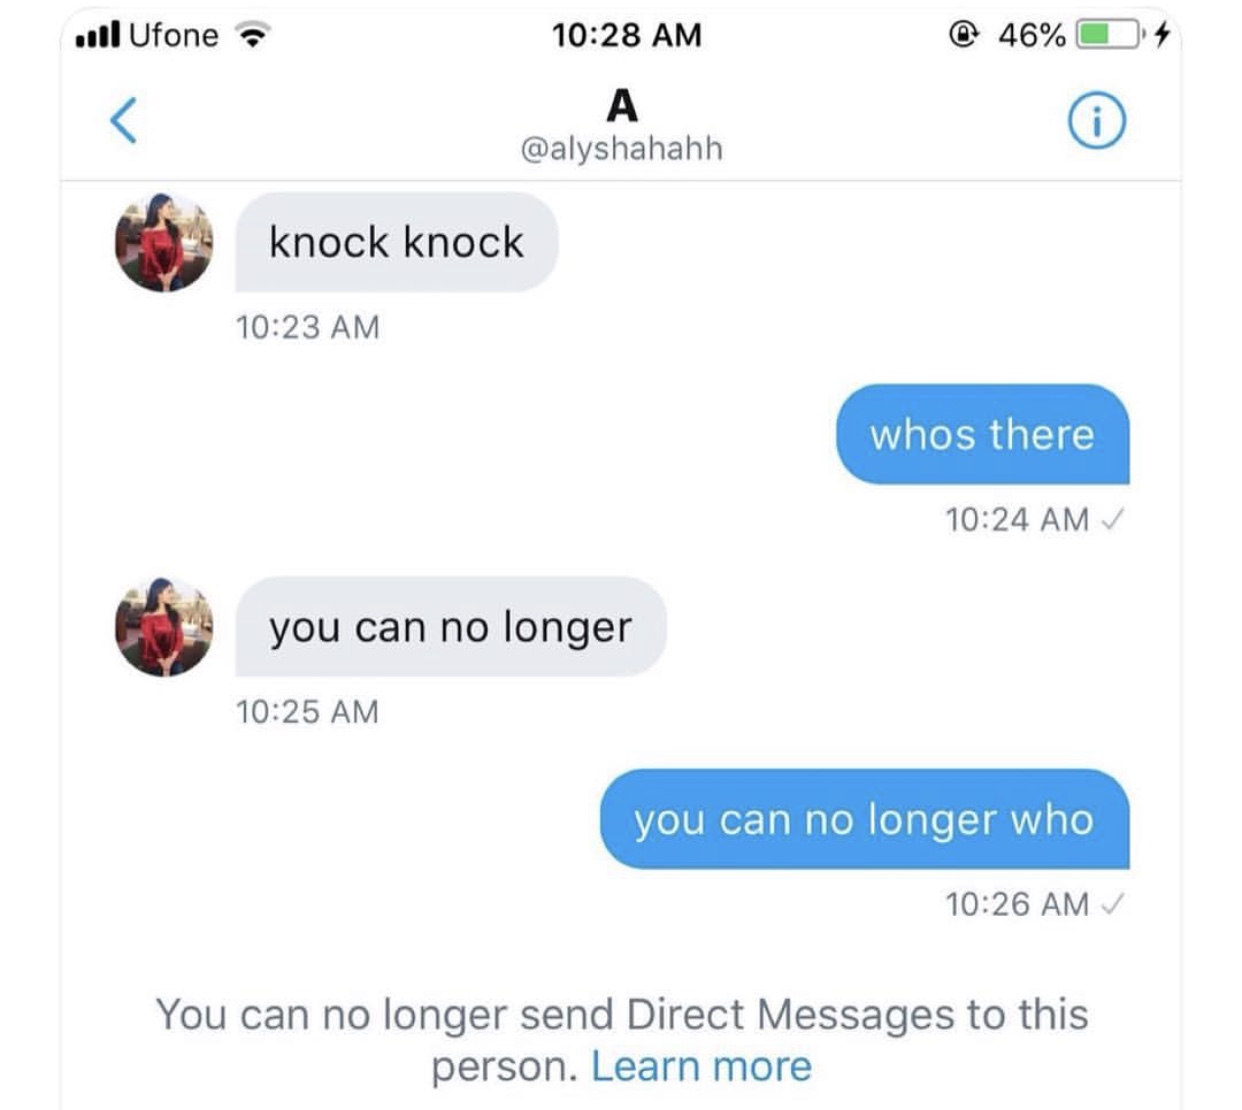 Ufone 10:28 AM 46%
A
@alyshahahh
knock knock
10:23 AM
whos there
10:24 AM
you can no longer
10:25 AM
you can no longer who
10:26 AM
You can no longer send Direct Messages to this
person. Learn more